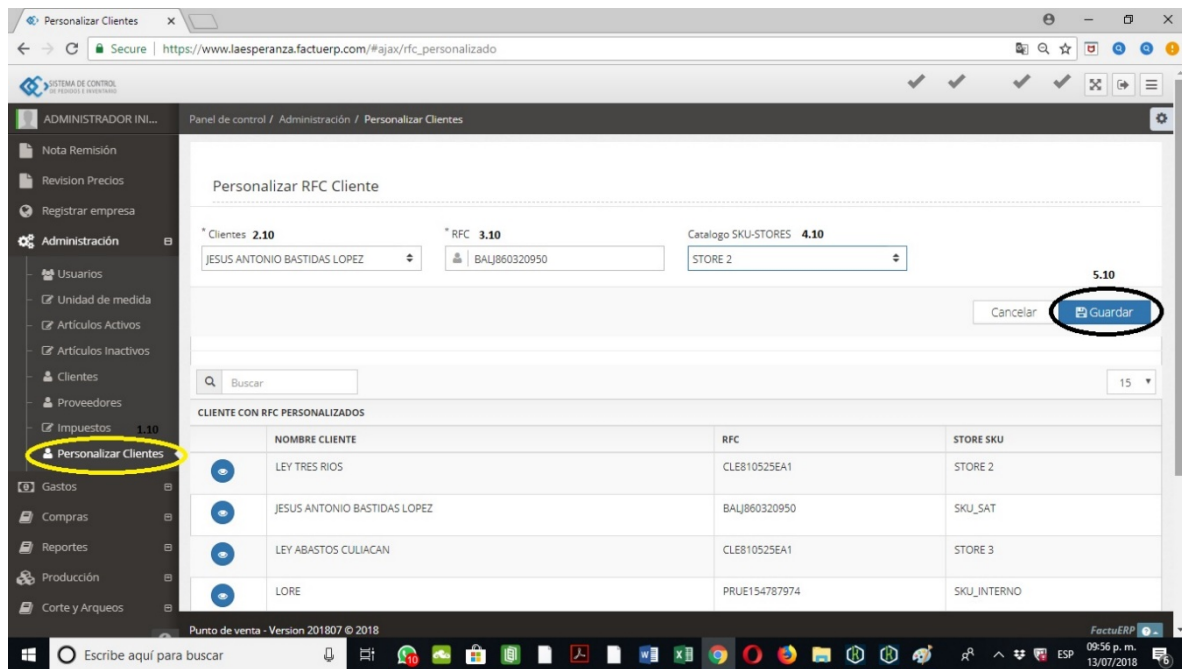 Personalizar Clientes
Secure https://www.laesperanza.factuerp.com/#ajax/rfc_personalizado
SISTEMA DE CONTROL
DE PEDIDOS E INVENTARIO
ADMINISTRADOR INI...
Panel de control / Administración / Personalizar Clientes
Nota Remisión
Revision Precios
Registrar empresa
Administración
Usuarios
Unidad de medida
Artículos Activos
Artículos Inactivos
Clientes
Proveedores
Impuestos 1.10
Personalizar Clientes
Gastos
Compras
Reportes
Producción
Corte y Arqueos
Personalizar RFC Cliente
* Clientes 2.10 * RFC 3.10 Catalogo SKU-STORES 4.10
JESUS ANTONIO BASTIDAS LOPEZ BALJ860320950 STORE 2
5.10
Cancelar Guardar
Buscar 15
CLIENTE CON RFC PERSONALIZADOS
NOMBRE CLIENTE RFC STORE SKU
LEY TRES RIOS CLE810525EA1 STORE 2
JESUS ANTONIO BASTIDAS LOPEZ BALJ860320950 SKU_SAT
LEY ABASTOS CULIACAN CLE810525EA1 STORE 3
LORE PRUE154787974 SKU_INTERNO
Punto de venta - Version 201807 © 2018 FactuERP
Escribe aquí para buscar ESP 09:56 p. m.
13/07/2018